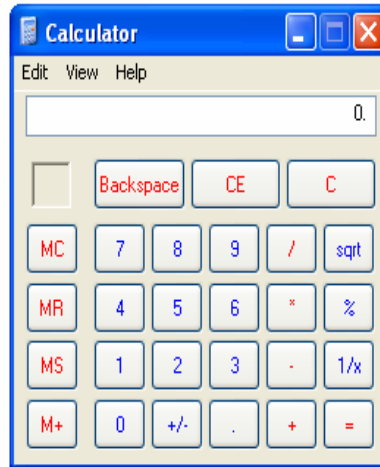 Calculator
Edit View Help
0.
Backspace CE C
MC 7 8 9 / sqrt
MR 4 5 6 * %
MS 1 2 3 - 1/x
M+ 0 +/- . + =